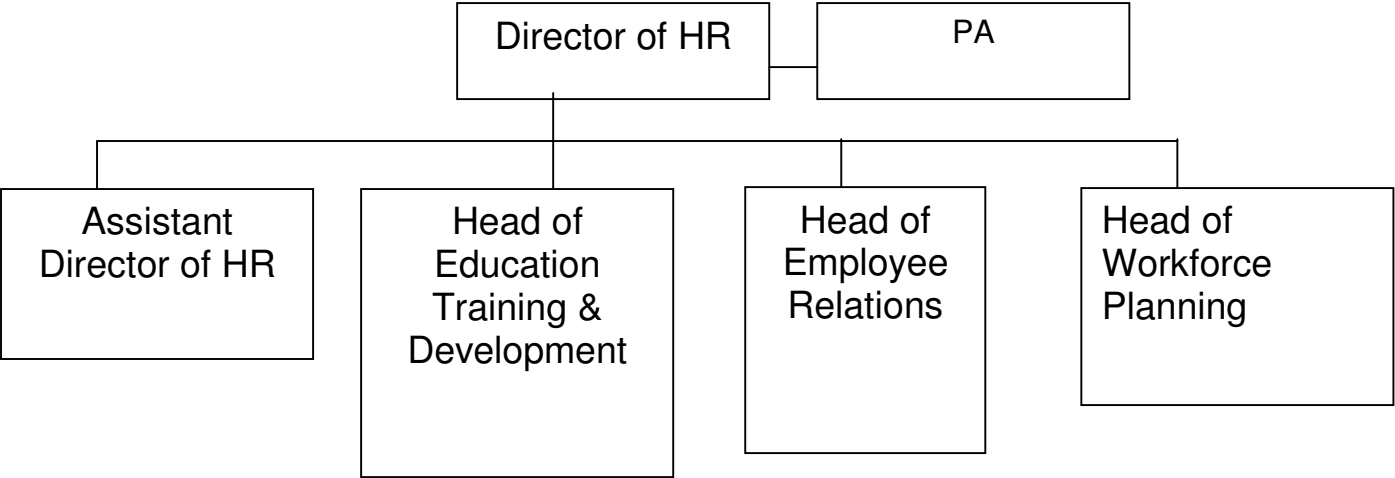 Director of HR
PA
Assistant
Director of HR
Head of
Education
Training &
Development
Head of
Employee
Relations
Head of
Workforce
Planning